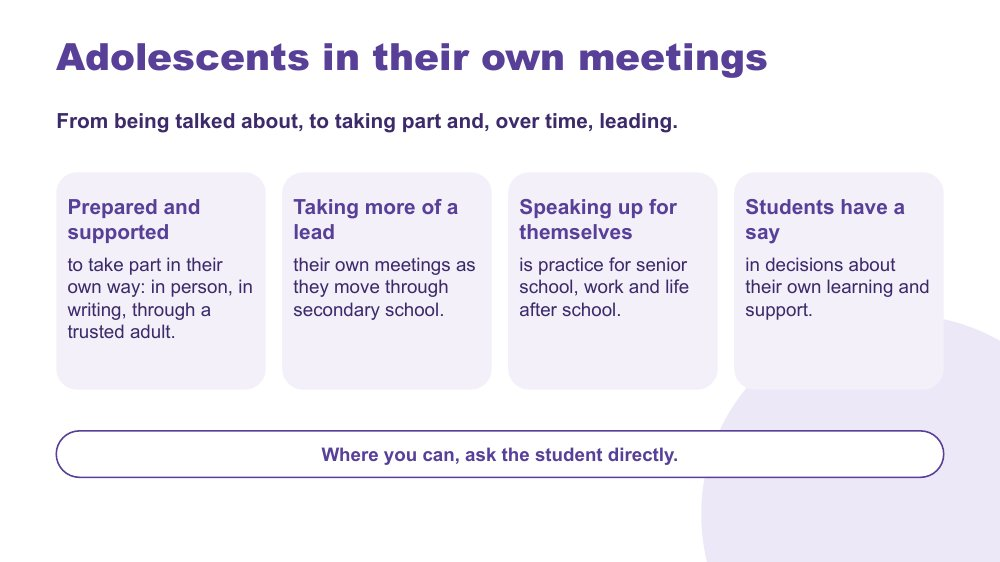 Adolescents in their own meetings
From being talked about, to taking part and, over time, leading.
Prepared and
supported
to take part in their
own way: in person, in
writing, through a
trusted adult.
Taking more of a
lead
their own meetings as
they move through
secondary school.
Speaking up for
themselves
is practice for senior
school, work and life
after school.
Students have a
say
in decisions about
their own learning and
support.
Where you can, ask the student directly.